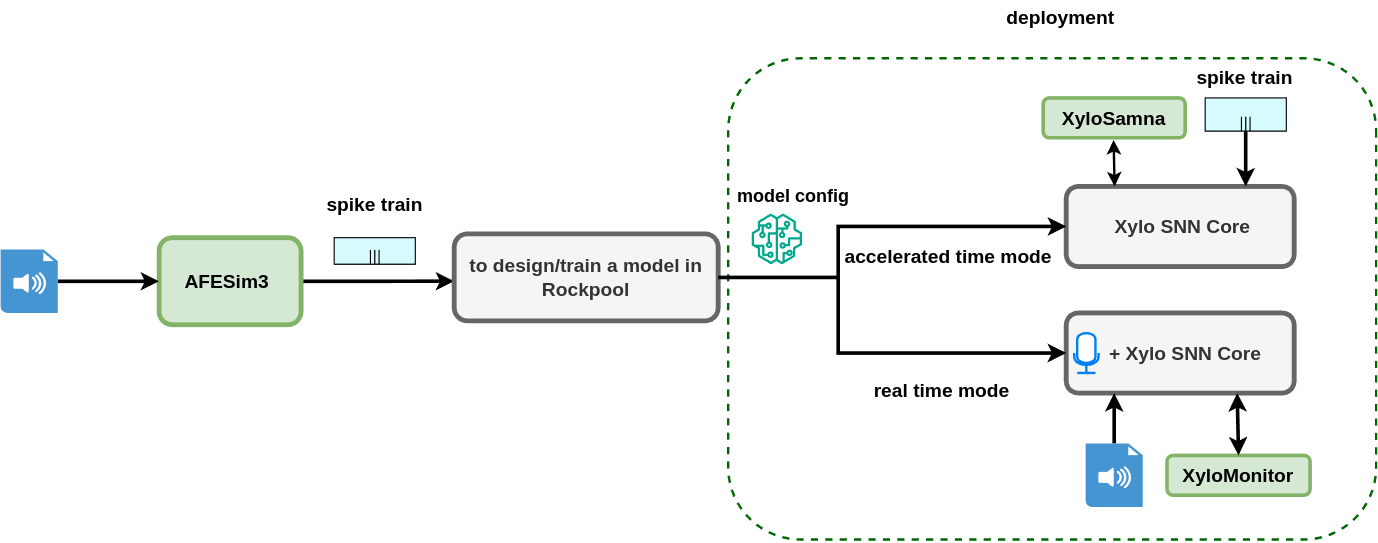 deployment
spike train
XyloSamna
model config
spike train
Xylo SNN Core
accelerated time mode
AFESim3
to design/train a model in
Rockpool
+ Xylo SNN Core
real time mode
XyloMonitor